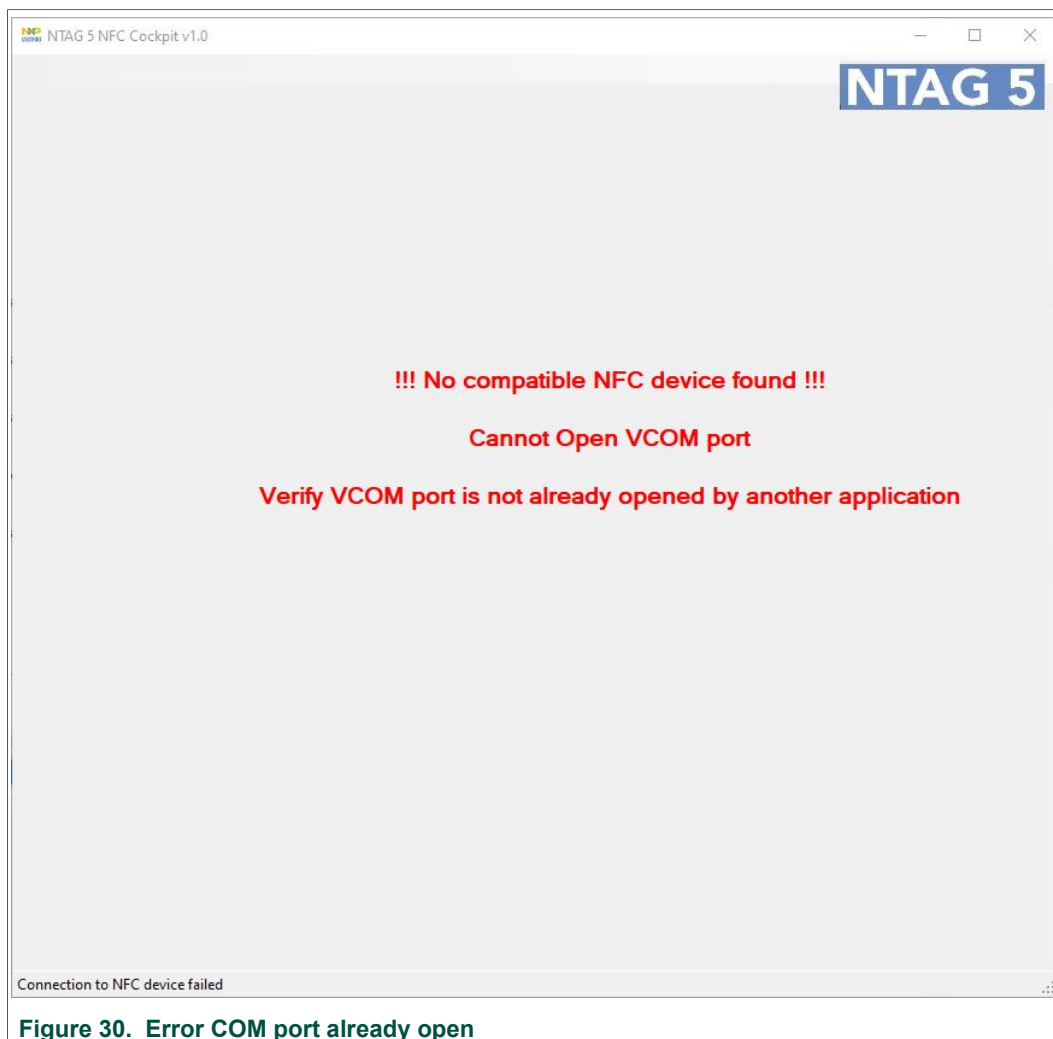 NTAG 5 NFC Cockpit v1.0
NTAG 5
!!! No compatible NFC device found !!!
Cannot Open VCOM port
Verify VCOM port is not already opened by another application
Connection to NFC device failed
Figure 30. Error COM port already open